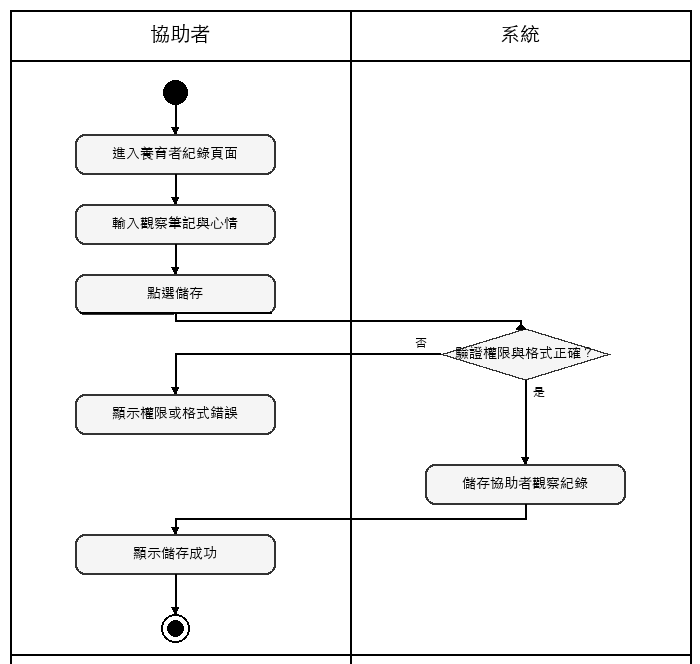 協助者
系統
進入養育者紀錄頁面
輸入觀察筆記與心情
點選儲存
驗證權限與格式正確？
否
是
顯示權限或格式錯誤
儲存協助者觀察紀錄
顯示儲存成功